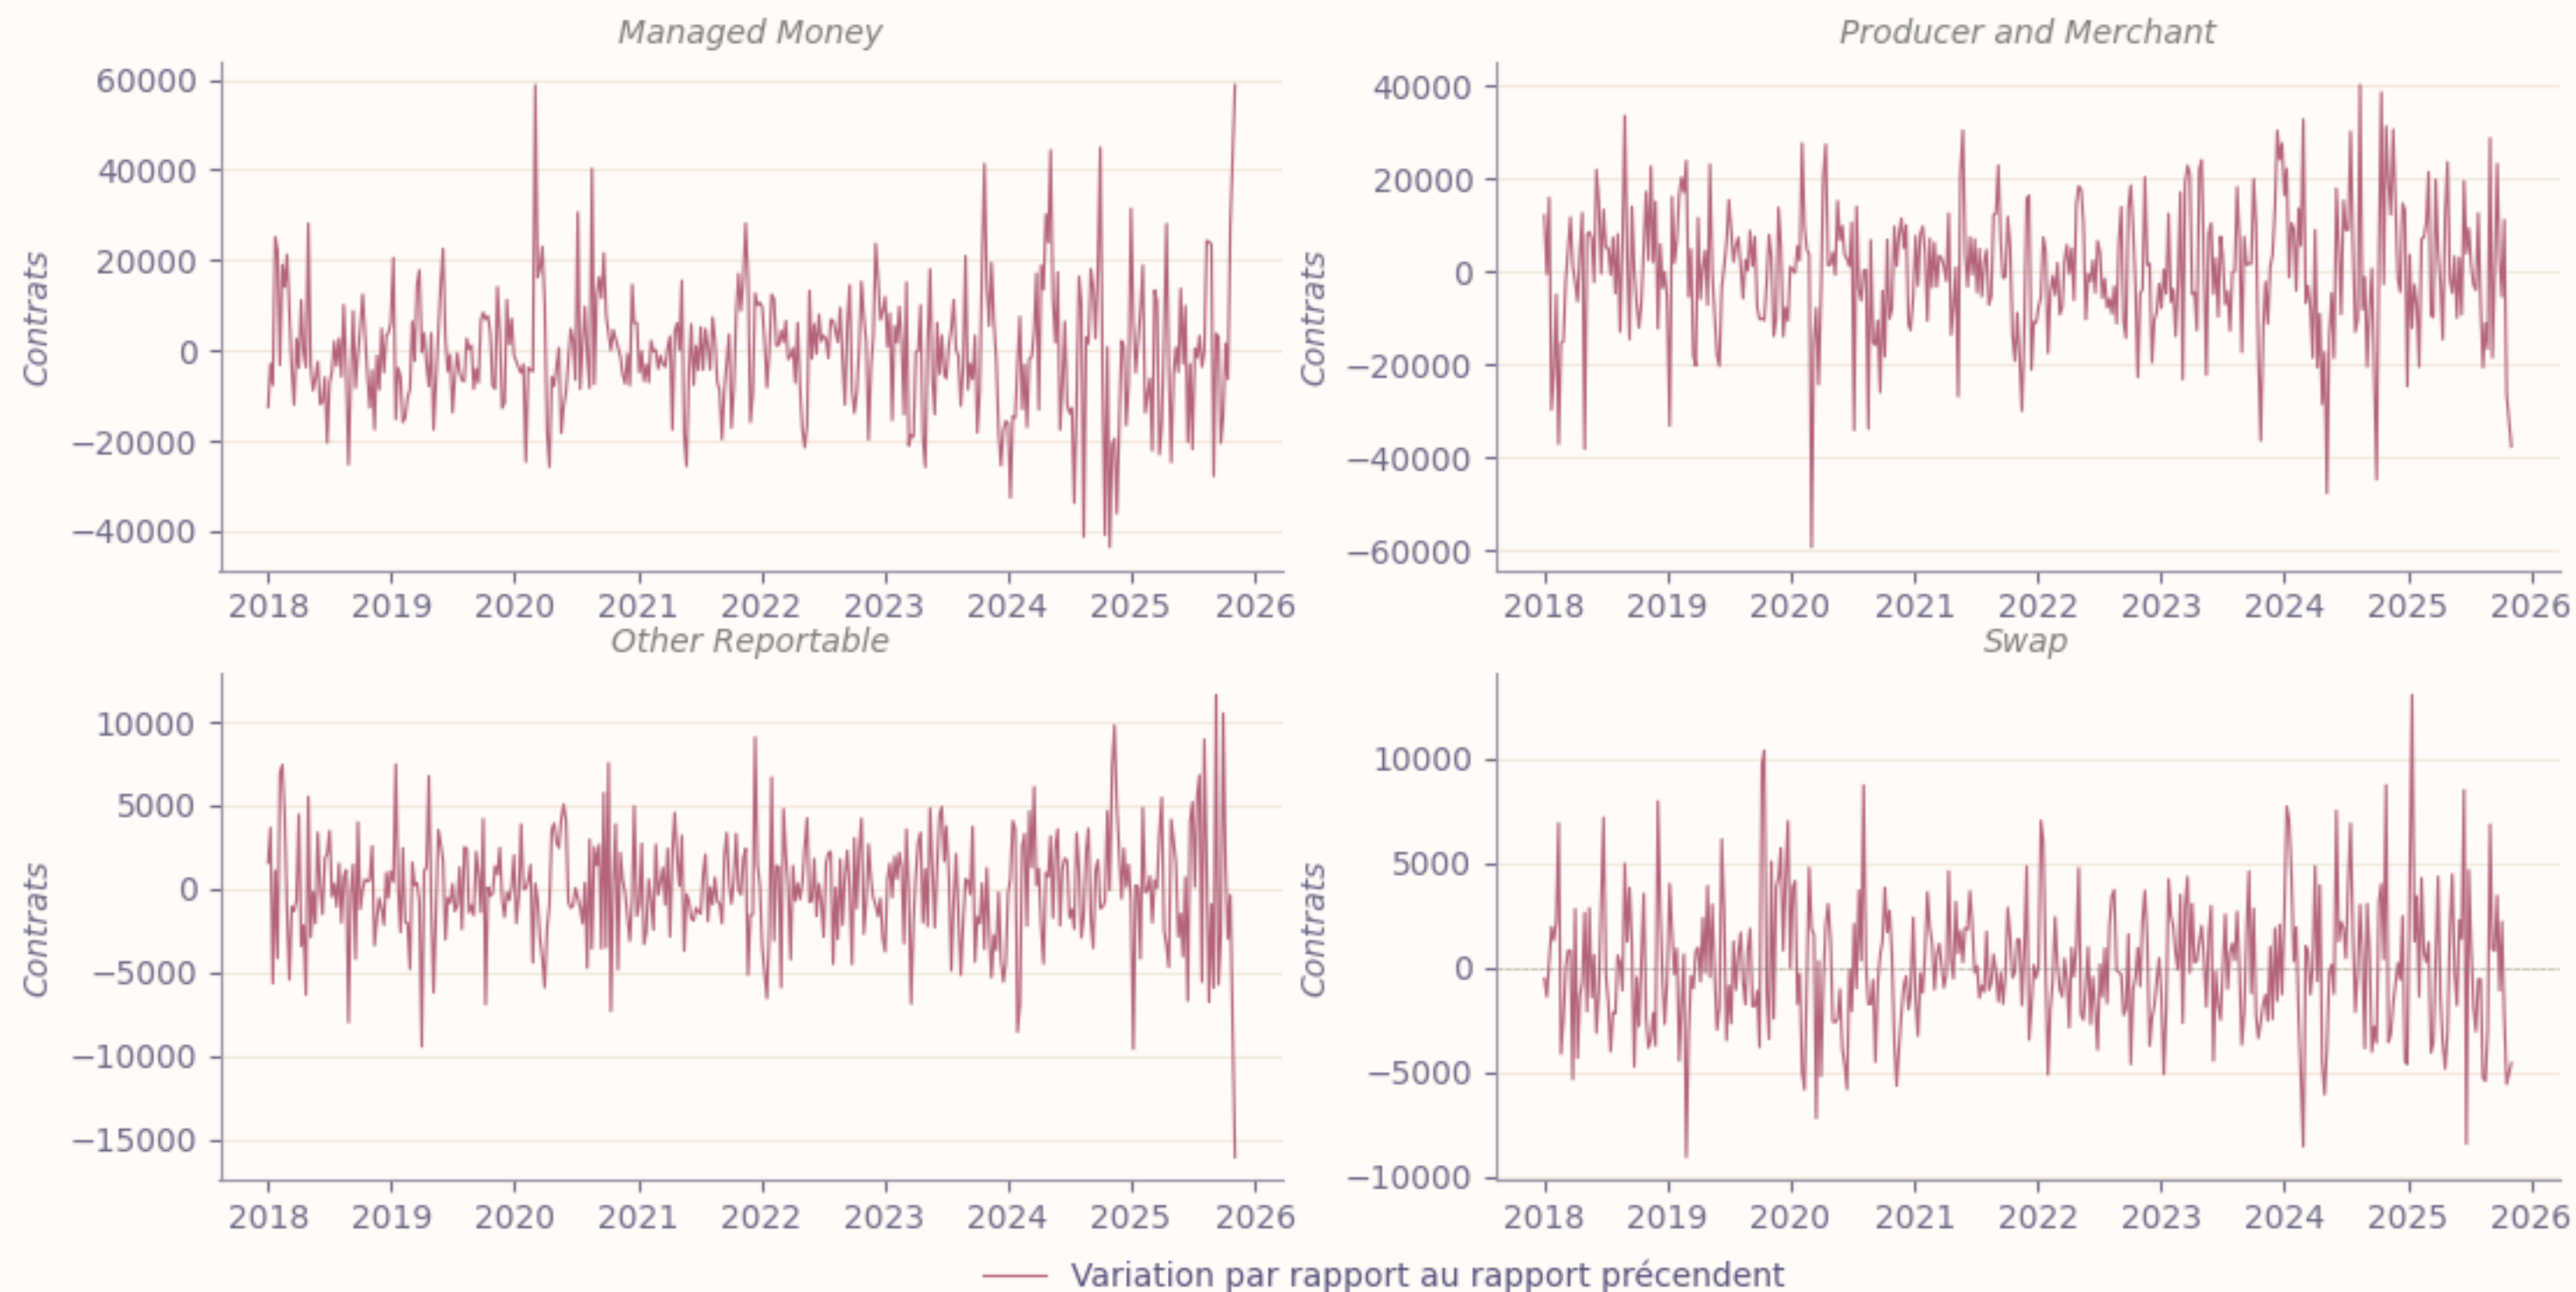 Managed Money
60000
40000
20000
0
−20000
−40000
Contrats
2018 2019 2020 2021 2022 2023 2024 2025 2026
Producer and Merchant
40000
20000
0
−20000
−40000
−60000
Contrats
2018 2019 2020 2021 2022 2023 2024 2025 2026
Other Reportable
10000
5000
0
−5000
−10000
−15000
Contrats
2018 2019 2020 2021 2022 2023 2024 2025 2026
Swap
10000
5000
0
−5000
−10000
Contrats
2018 2019 2020 2021 2022 2023 2024 2025 2026
Variation par rapport au rapport précendent